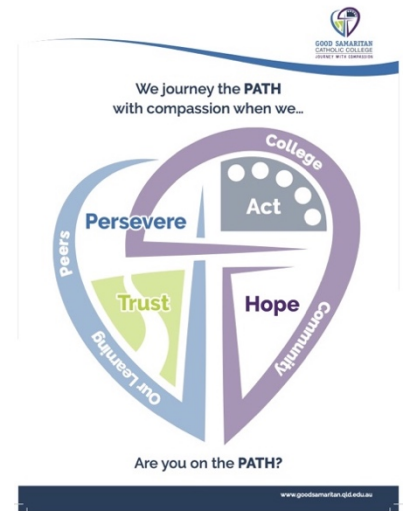 GOOD SAMARITAN
CATHOLIC COLLEGE
JOURNEY WITH COMPASSION
We journey the PATH
with compassion when we...
College
Persevere
Act
Peers
Trust
Hope
Our Learning
Community
Are you on the PATH?
www.goodsamaritan.qld.edu.au